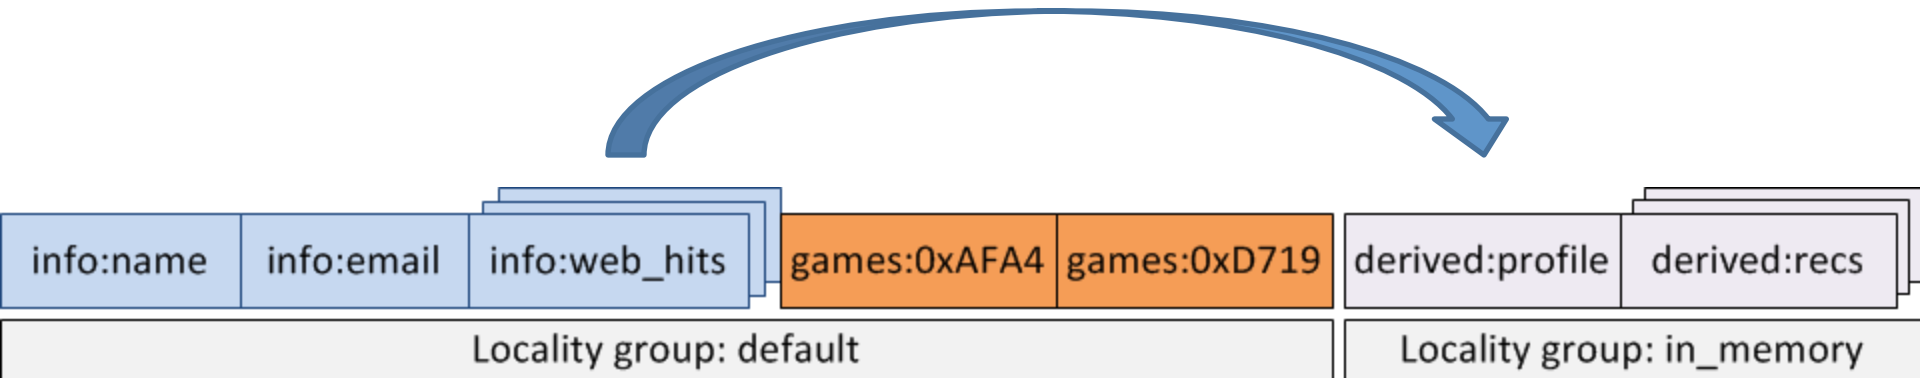 info:name info:email info:web_hits games:0xAFA4 games:0xD719 derived:profile derived:recs
Locality group: default Locality group: in_memory